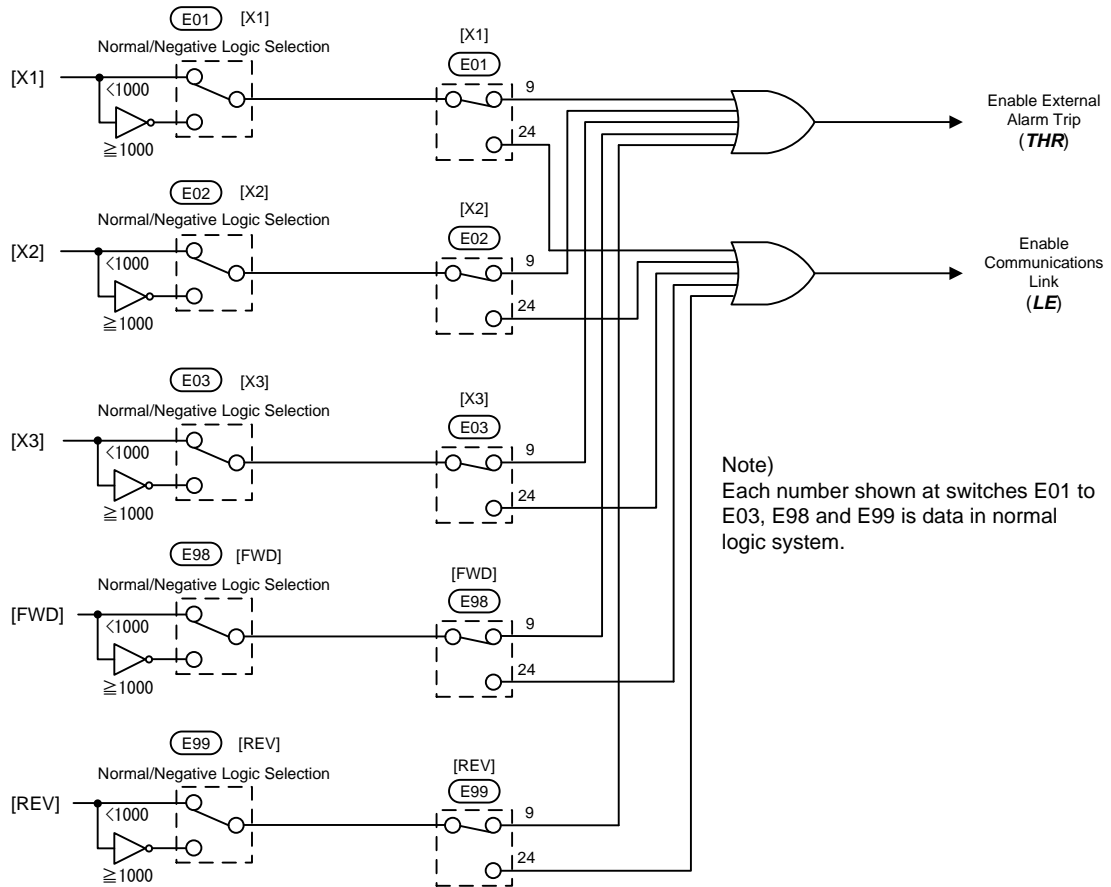 E01 [X1]
Normal/Negative Logic Selection
[X1]
<1000
≧1000
[X1]
E01
9
24
E02 [X2]
Normal/Negative Logic Selection
[X2]
<1000
≧1000
[X2]
E02
9
24
E03 [X3]
Normal/Negative Logic Selection
[X3]
<1000
≧1000
[X3]
E03
9
24
E98 [FWD]
Normal/Negative Logic Selection
[FWD]
<1000
≧1000
[FWD]
E98
9
24
E99 [REV]
Normal/Negative Logic Selection
[REV]
<1000
≧1000
[REV]
E99
9
24
Enable External
Alarm Trip
(THR)
Enable
Communications
Link
(LE)
Note)
Each number shown at switches E01 to
E03, E98 and E99 is data in normal
logic system.